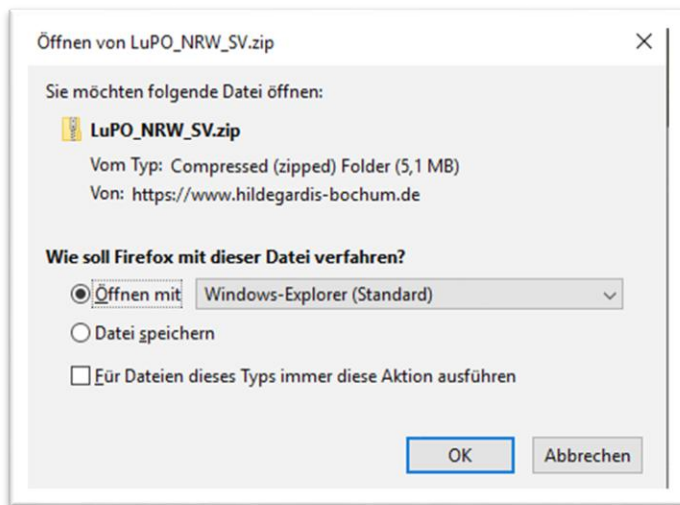 Öffnen von LuPO_NRW_SV.zip
Sie möchten folgende Datei öffnen:
LuPO_NRW_SV.zip
Vom Typ: Compressed (zipped) Folder (5,1 MB)
Von: https://www.hildegardis-bochum.de
Wie soll Firefox mit dieser Datei verfahren?
Öffnen mit Windows-Explorer (Standard)
Datei speichern
Für Dateien dieses Typs immer diese Aktion ausführen
OK Abbrechen